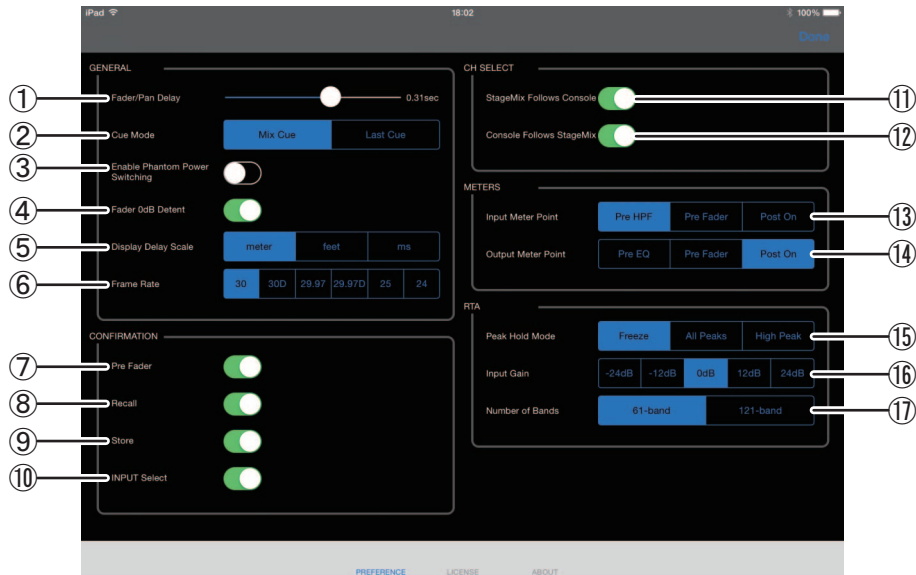 iPad 18:02 100%
Done
GENERAL
① Fader/Pan Delay 0.31sec
② Cue Mode Mix Cue Last Cue
③ Enable Phantom Power
Switching
④ Fader 0dB Detent
⑤ Display Delay Scale meter feet ms
⑥ Frame Rate 30 30D 29.97 29.97D 25 24
CONFIRMATION
⑦ Pre Fader
⑧ Recall
⑨ Store
⑩ INPUT Select
CH SELECT
StageMix Follows Console ⑪
Console Follows StageMix ⑫
METERS
Input Meter Point Pre HPF Pre Fader Post On ⑬
Output Meter Point Pre EQ Pre Fader Post On ⑭
RTA
Peak Hold Mode Freeze All Peaks High Peak ⑮
Input Gain -24dB -12dB 0dB 12dB 24dB ⑯
Number of Bands 61-band 121-band ⑰
PREFERENCE LICENSE ABOUT